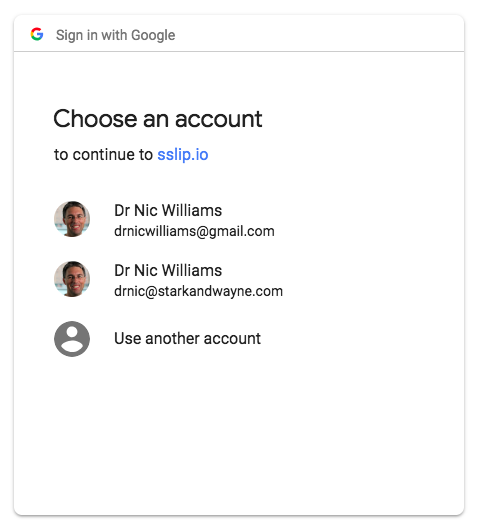 Sign in with Google
Choose an account
to continue to sslip.io
Dr Nic Williams
drnicwilliams@gmail.com
Dr Nic Williams
drnic@starkandwayne.com
Use another account